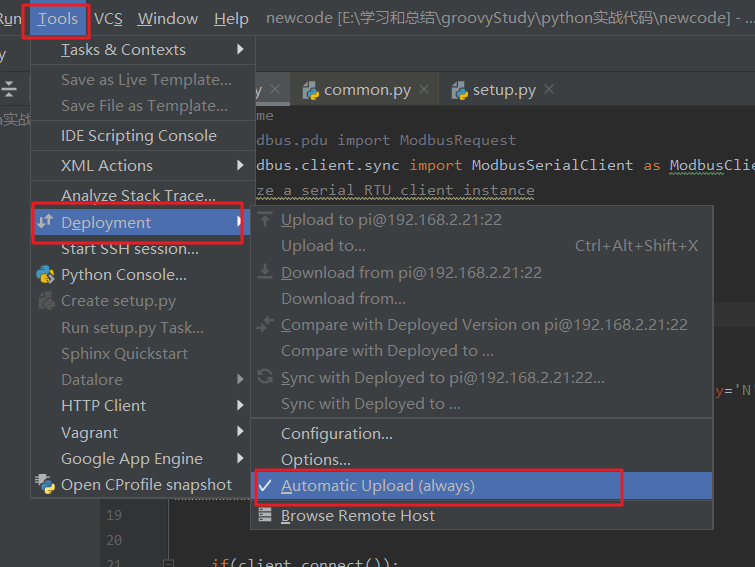 Run Tools VCS Window Help newcode [E:\学习和总结\groovyStudy\python实战代码\newcode] - ...
y
Tasks & Contexts
Save as Live Template...
Save File as Template...
y common.py setup.py
n实战
me
IDE Scripting Console
dbus.pdu import ModbusRequest
XML Actions
dbus.client.sync import ModbusSerialClient as ModbusClie
Analyze Stack Trace...
ze a serial RTU client instance
Deployment
Upload to pi@192.168.2.21:22
Start SSH session...
Upload to... Ctrl+Alt+Shift+X
Python Console...
Download from pi@192.168.2.21:22
Create setup.py
Download from...
Run setup.py Task...
Compare with Deployed Version on pi@192.168.2.21:22
Sphinx Quickstart
Compare with Deployed to ...
Datalore
Sync with Deployed to pi@192.168.2.21:22...
y='N'
HTTP Client
Sync with Deployed to ...
Vagrant
Configuration...
Google App Engine
Options...
Open CProfile snapshot
Automatic Upload (always)
19
Browse Remote Host
20
21 if(client.connect()):